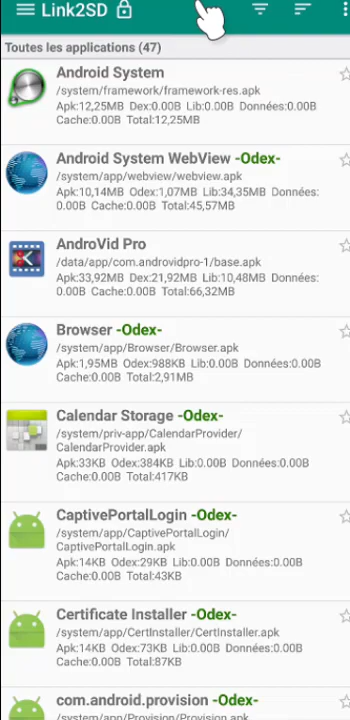 Link2SD
Toutes les applications (47)
Android System
/system/framework/framework-res.apk
Apk:12,25MB Dex:0.00B Lib:0.00B Données:0.00B
Cache:0.00B Total:12,25MB
Android System WebView -Odex-
/system/app/webview/webview.apk
Apk:10,14MB Odex:1,07MB Lib:34,35MB Données:
0.00B Cache:0.00B Total:45,57MB
AndroVid Pro
/data/app/com.androvidpro-1/base.apk
Apk:33,92MB Dex:21,92MB Lib:10,48MB Données:
0.00B Cache:0.00B Total:66,32MB
Browser -Odex-
/system/app/Browser/Browser.apk
Apk:1,95MB Odex:988KB Lib:0.00B Données:0.00B
Cache:0.00B Total:2,91MB
Calendar Storage -Odex-
/system/priv-app/CalendarProvider/
CalendarProvider.apk
Apk:33KB Odex:384KB Lib:0.00B Données:0.00B
Cache:0.00B Total:417KB
CaptivePortalLogin -Odex-
/system/app/CaptivePortalLogin/
CaptivePortalLogin.apk
Apk:14KB Odex:29KB Lib:0.00B Données:0.00B
Cache:0.00B Total:43KB
Certificate Installer -Odex-
/system/app/CertInstaller/CertInstaller.apk
Apk:14KB Odex:73KB Lib:0.00B Données:0.00B
Cache:0.00B Total:87KB
com.android.provision -Odex-
/system/app/Provision/Provision.apk